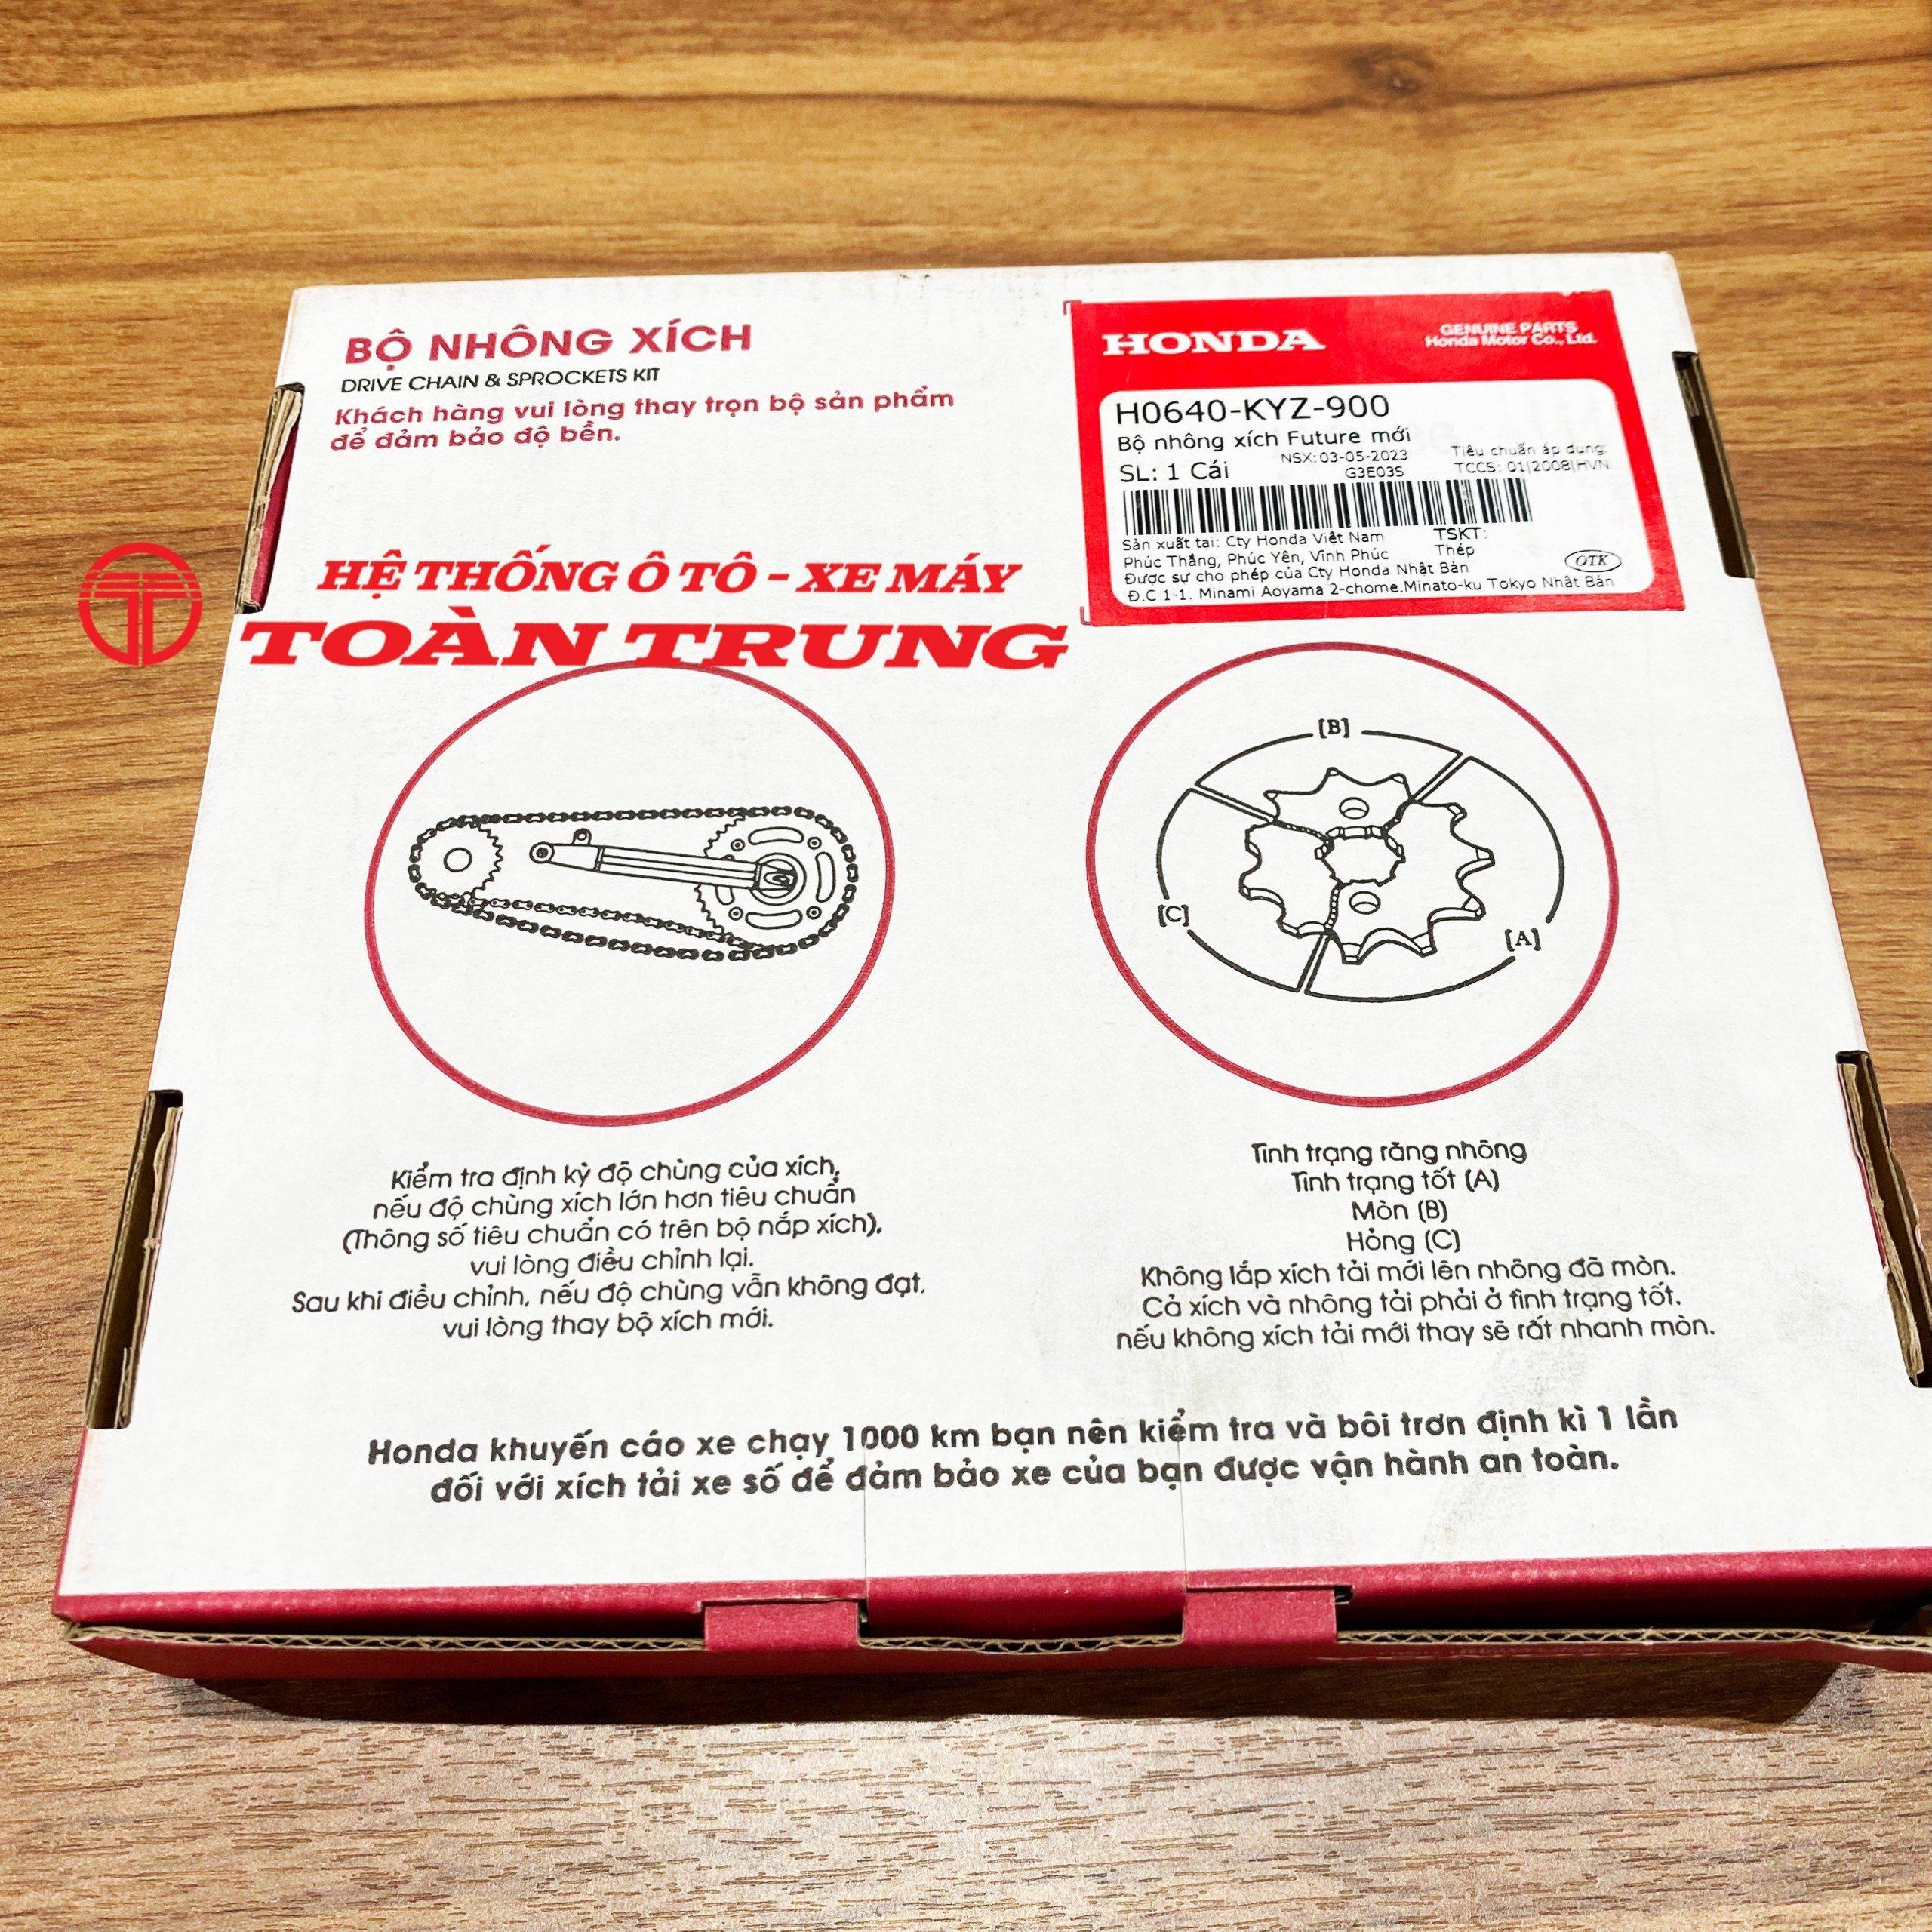 BỘ NHÔNG XÍCH
DRIVE CHAIN & SPROCKETS KIT
Khách hàng vui lòng thay trọn bộ sản phẩm
để đảm bảo độ bền.
HONDA
GENUINE PARTS
Honda Motor Co., Ltd.
H0640-KYZ-900
Bộ nhông xích Future mới
SL: 1 Cái
NSX: 03-05-2023
G3E03S
Tiêu chuẩn áp dụng:
TCCS: 01|2008|HVN
Sản xuất tại: Cty Honda Việt Nam
Phúc Thắng, Phúc Yên, Vĩnh Phúc
TSKT:
Thép
Được sự cho phép của Cty Honda Nhật Bản
Đ.C 1-1. Minami Aoyama 2-chome.Minato-ku Tokyo Nhật Bản
OTK
HỆ THỐNG Ô TÔ - XE MÁY
TOÀN TRUNG
[B]
[C]
[A]
Kiểm tra định kỳ độ chùng của xích,
nếu độ chùng xích lớn hơn tiêu chuẩn
(Thông số tiêu chuẩn có trên bộ nắp xích),
vui lòng điều chỉnh lại.
Sau khi điều chỉnh, nếu độ chùng vẫn không đạt,
vui lòng thay bộ xích mới.
Tình trạng răng nhông
Tình trạng tốt (A)
Mòn (B)
Hỏng (C)
Không lắp xích tải mới lên nhông đã mòn.
Cả xích và nhông tải phải ở tình trạng tốt.
nếu không xích tải mới thay sẽ rất nhanh mòn.
Honda khuyến cáo xe chạy 1000 km bạn nên kiểm tra và bôi trơn định kì 1 lần
đối với xích tải xe số để đảm bảo xe của bạn được vận hành an toàn.